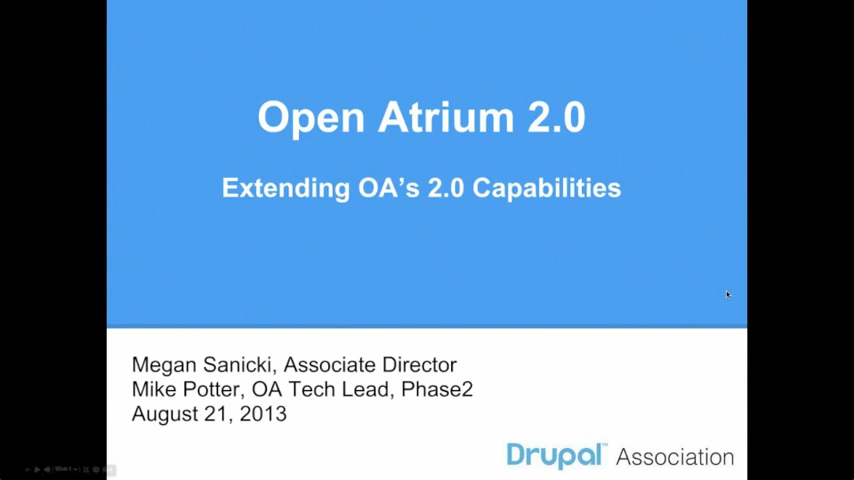 Open Atrium 2.0
Extending OA's 2.0 Capabilities
Megan Sanicki, Associate Director
Mike Potter, OA Tech Lead, Phase2
August 21, 2013
Drupal™ Association